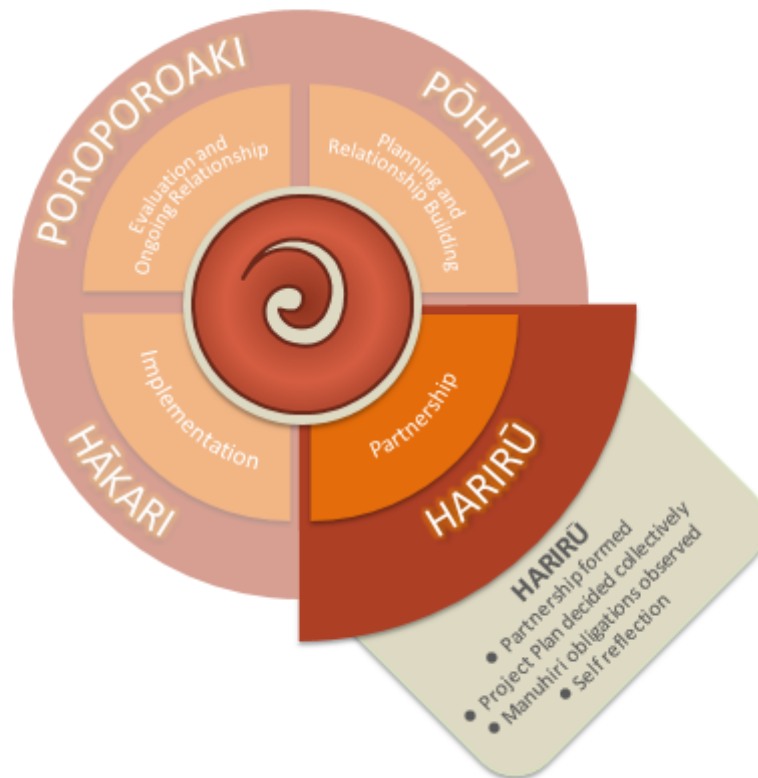 POROPOROAKI
Evaluation and
Ongoing Relationship
PŌHIRI
Planning and
Relationship Building
HĀKARI
Implementation
Partnership
HARIRŪ
HARIRŪ
● Partnership formed
● Project Plan decided collectively
● Manuhiri obligations observed
● Self reflection